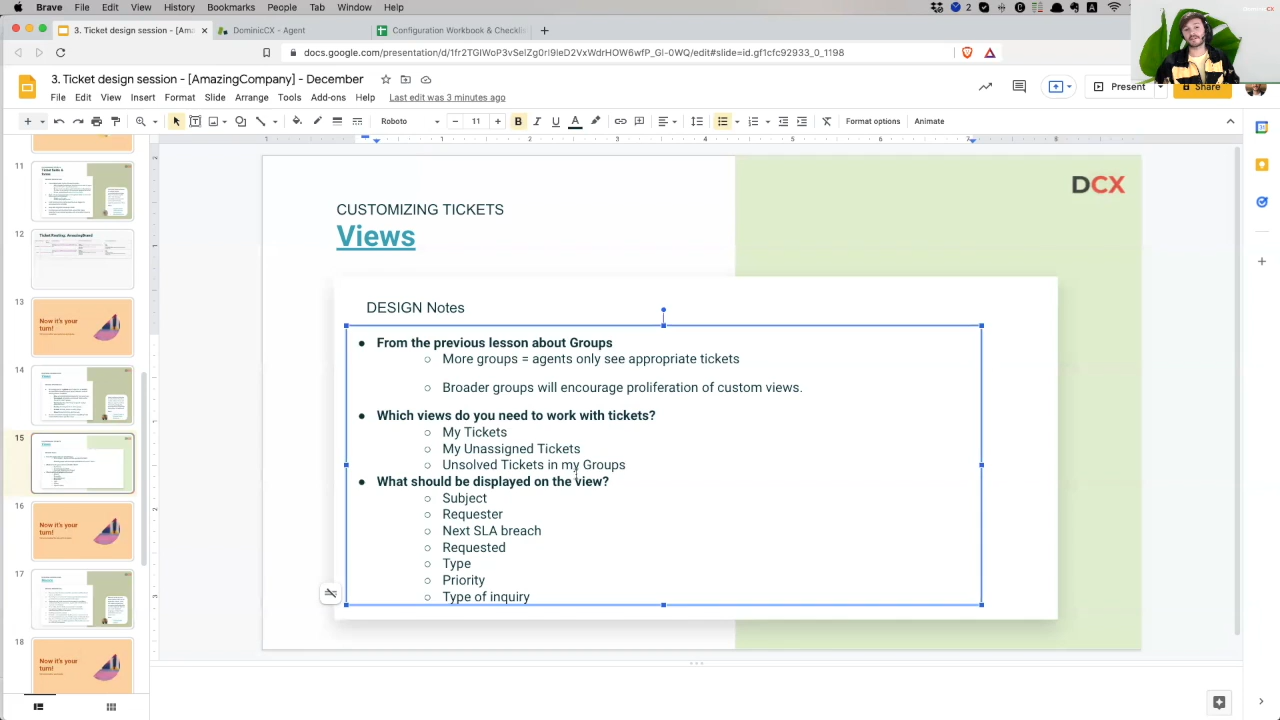 Brave File Edit View History Bookmarks People Tab Window Help
3. Ticket design session - [Ama
DominicCX - Agent
Configuration Workbook & Checklis
docs.google.com/presentation/d/
edit#slide=id.gfcfc92933_0_1198
3. Ticket design session - [AmazingCompany] - December
File Edit View Insert Format Slide Arrange Tools Add-ons Help Last edit was 3 minutes ago
Present
Share
Roboto
11
Format options
Animate
DCX
CUSTOMIZING TICKETS
Views
DESIGN Notes
From the previous lesson about Groups
More groups = agents only see appropriate tickets
Broader groups will encourage proliferation of custom views.
Which views do you need to work with tickets?
My Tickets
My Unassigned Tickets
Unsolved Tickets in my Groups
What should be displayed on the view?
Subject
Requester
Next SLA breach
Requested
Type
Priority
Type of inquiry
11
12
13
Now it's your
turn!
14
15
16
Now it's your
turn!
17
18
Now it's your
turn!